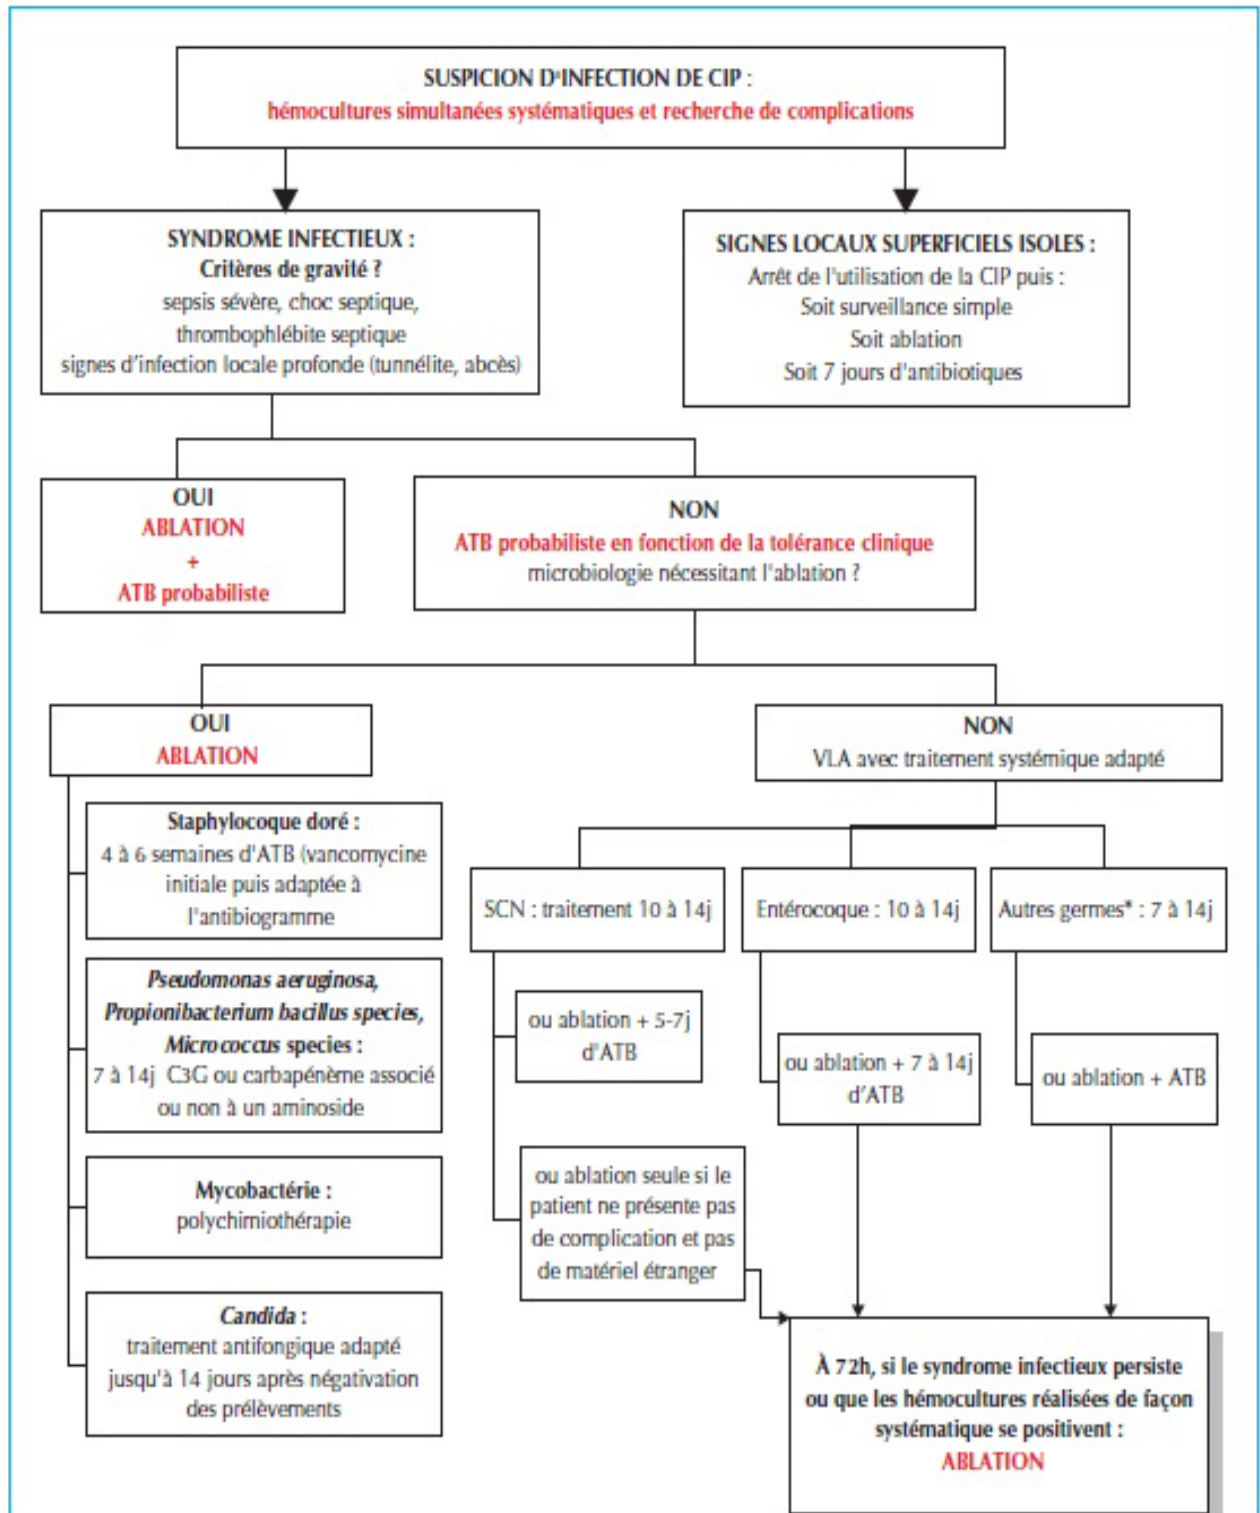 SUSPICION D'INFECTION DE CIP :
hémocultures simultanées systématiques et recherche de complications
SYNDROME INFECTIEUX :
Critères de gravité ?
sepsis sévère, choc septique,
thrombophlébite septique
signes d'infection locale profonde (tunnélite, abcès)
SIGNES LOCAUX SUPERFICIELS ISOLES :
Arrêt de l'utilisation de la CIP puis :
Soit surveillance simple
Soit ablation
Soit 7 jours d'antibiotiques
OUI
ABLATION
+
ATB probabiliste
NON
ATB probabiliste en fonction de la tolérance clinique
microbiologie nécessitant l'ablation ?
OUI
ABLATION
NON
VLA avec traitement systémique adapté
Staphylocoque doré :
4 à 6 semaines d'ATB (vancomycine
initiale puis adaptée à
l'antibiogramme
Pseudomonas aeruginosa,
Propionibacterium bacillus species,
Micrococcus species :
7 à 14j C3G ou carbapénème associé
ou non à un aminoside
Mycobactérie :
polychimiothérapie
Candida :
traitement antifongique adapté
jusqu'à 14 jours après négativation
des prélèvements
SCN : traitement 10 à 14j
ou ablation + 5-7j
d'ATB
ou ablation seule si le
patient ne présente pas
de complication et pas
de matériel étranger
Entérocoque : 10 à 14j
ou ablation + 7 à 14j
d'ATB
Autres germes* : 7 à 14j
ou ablation + ATB
À 72h, si le syndrome infectieux persiste
ou que les hémocultures réalisées de façon
systématique se positivent :
ABLATION